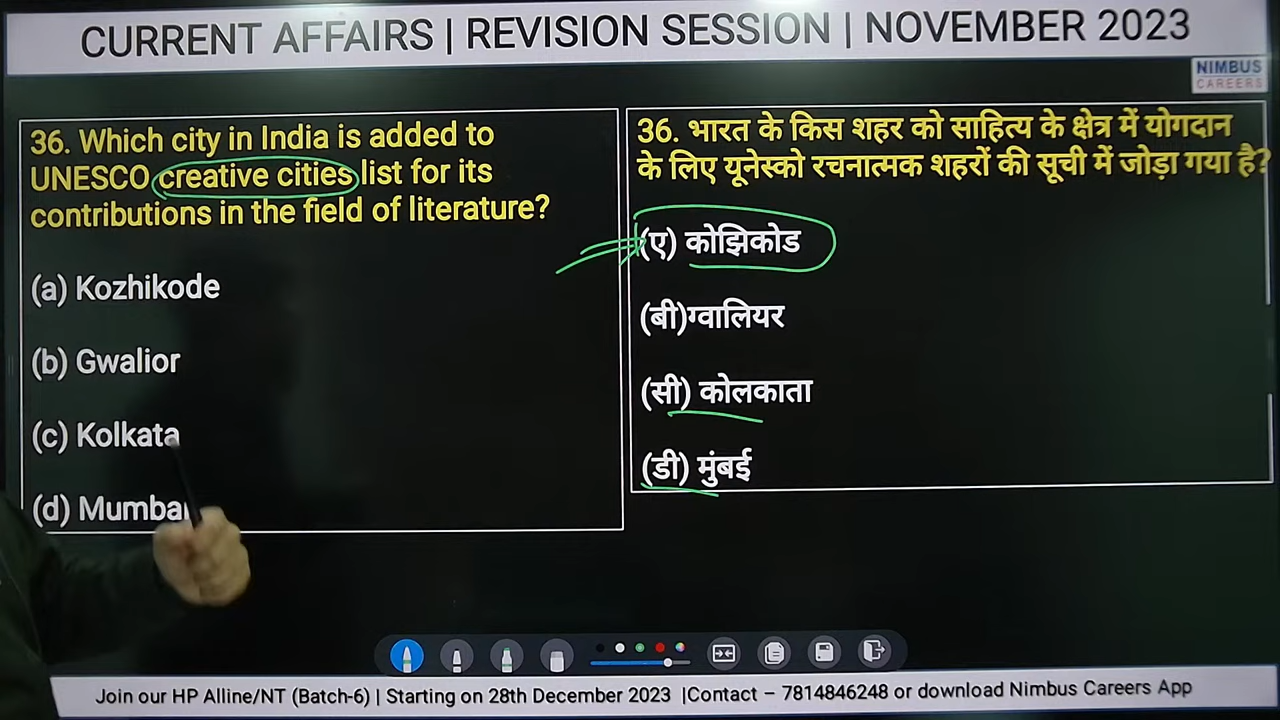 CURRENT AFFAIRS | REVISION SESSION | NOVEMBER 2023
NIMBUS
CAREERS
36. Which city in India is added to
UNESCO creative cities list for its
contributions in the field of literature?
(a) Kozhikode
(b) Gwalior
(c) Kolkata
(d) Mumbai
36. भारत के किस शहर को साहित्य के क्षेत्र में योगदान
के लिए यूनेस्को रचनात्मक शहरों की सूची में जोड़ा गया है?
(ए) कोझिकोड
(बी)ग्वालियर
(सी) कोलकाता
(डी) मुंबई
Join our HP Alline/NT (Batch-6) | Starting on 28th December 2023 |Contact – 7814846248 or download Nimbus Careers App